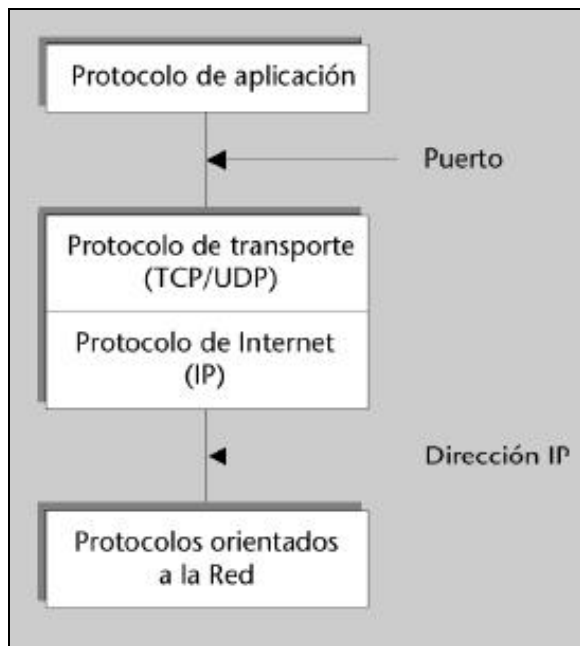 Protocolo de aplicación
Puerto
Protocolo de transporte
(TCP/UDP)
Protocolo de Internet
(IP)
Dirección IP
Protocolos orientados
a la Red